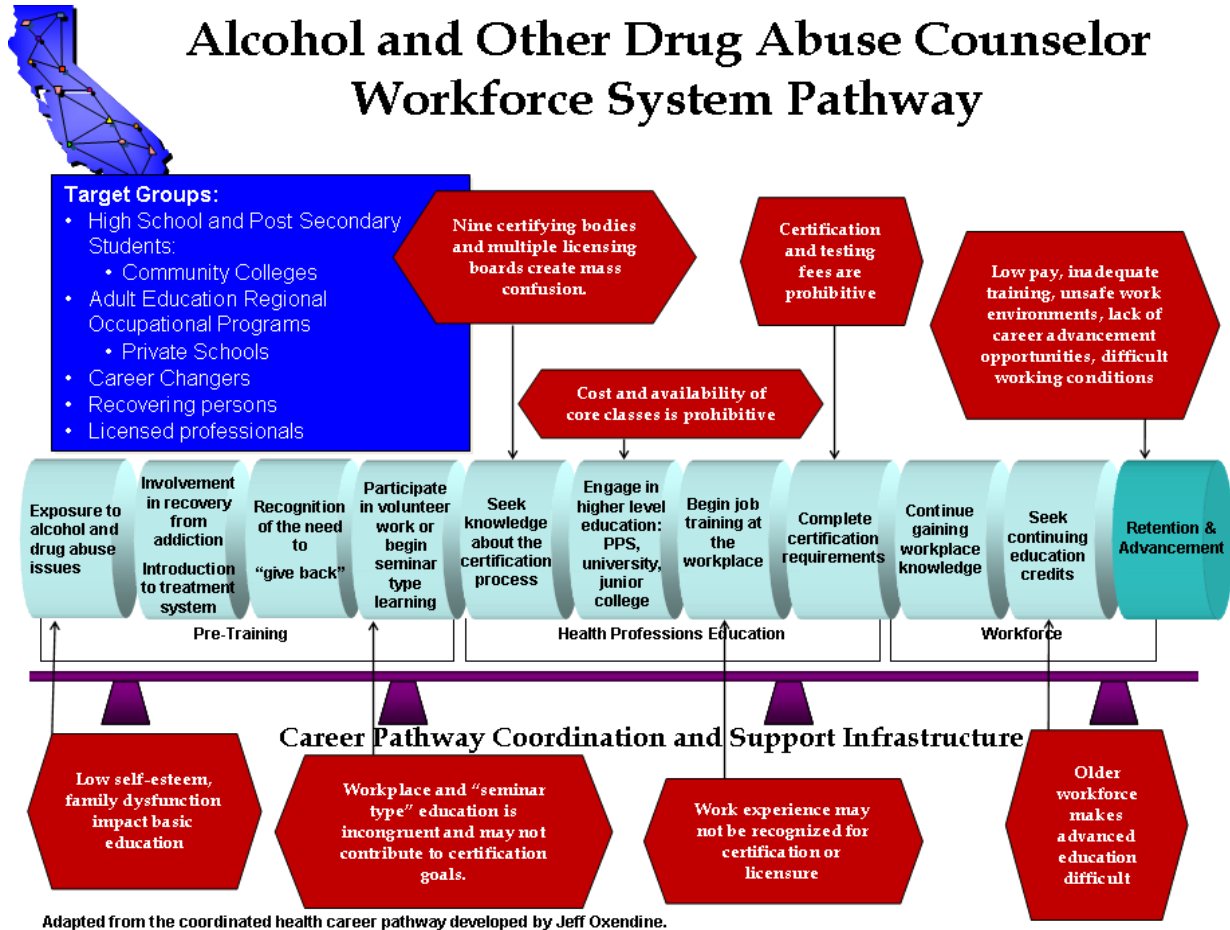 Alcohol and Other Drug Abuse Counselor
Workforce System Pathway
Target Groups:
• High School and Post Secondary
Students:
• Community Colleges
• Adult Education Regional
Occupational Programs
• Private Schools
• Career Changers
• Recovering persons
• Licensed professionals
Nine certifying bodies
and multiple licensing
boards create mass
confusion.
Certification
and testing
fees are
prohibitive
Low pay, inadequate
training, unsafe work
environments, lack of
career advancement
opportunities, difficult
working conditions
Cost and availability of
core classes is prohibitive
Exposure to
alcohol and
drug abuse
issues
Involvement
in recovery
from
addiction
Introduction
to treatment
system
Recognition
of the need
to
“give back”
Participate
in volunteer
work or
begin
seminar
type
learning
Seek
knowledge
about the
certification
process
Engage in
higher level
education:
PPS,
university,
junior
college
Begin job
training at
the
workplace
Complete
certification
requirements
Continue
gaining
workplace
knowledge
Seek
continuing
education
credits
Retention &
Advancement
Pre-Training
Health Professions Education
Workforce
Career Pathway Coordination and Support Infrastructure
Low self-esteem,
family dysfunction
impact basic
education
Workplace and “seminar
type” education is
incongruent and may not
contribute to certification
goals.
Work experience may
not be recognized for
certification or
licensure
Older
workforce
makes
advanced
education
difficult
Adapted from the coordinated health career pathway developed by Jeff Oxendine.